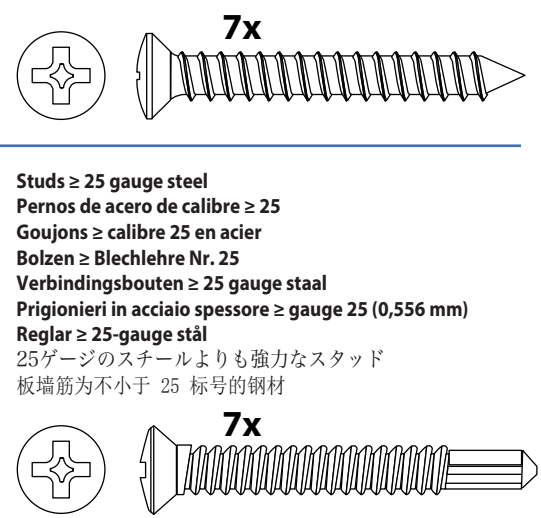 7x
Studs ≥ 25 gauge steel
Pernos de acero de calibre ≥ 25
Goujons ≥ calibre 25 en acier
Bolzen ≥ Blechlehre Nr. 25
Verbindingsbouten ≥ 25 gauge staal
Prigionieri in acciaio spessore ≥ gauge 25 (0,556 mm)
Reglar ≥ 25-gauge stål
25ゲージのスチールよりも強力なスタッド
板墙筋为不小于 25 标号的钢材
7x